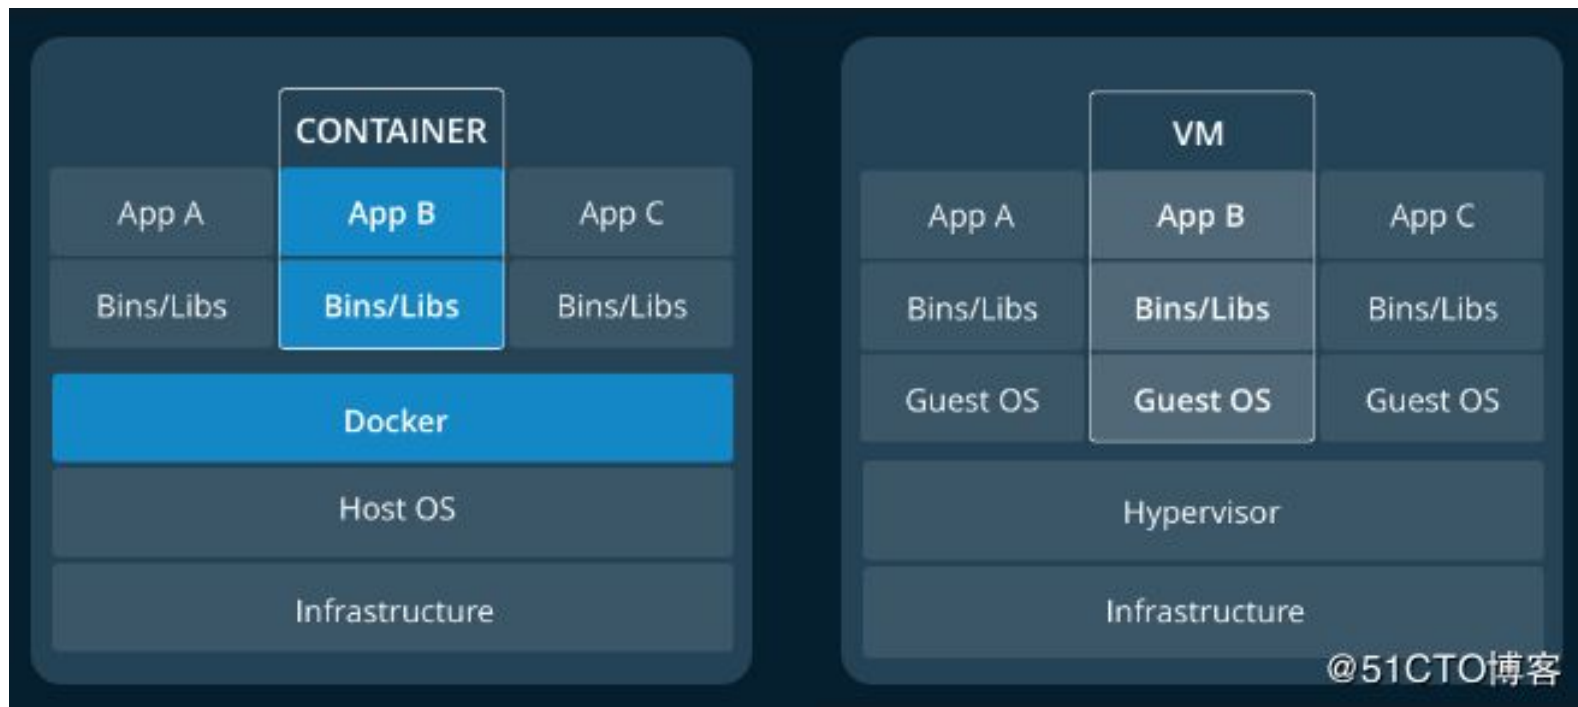 CONTAINER
App A App B App C
Bins/Libs Bins/Libs Bins/Libs
Docker
Host OS
Infrastructure
VM
App A App B App C
Bins/Libs Bins/Libs Bins/Libs
Guest OS Guest OS Guest OS
Hypervisor
Infrastructure
@51CTO博客